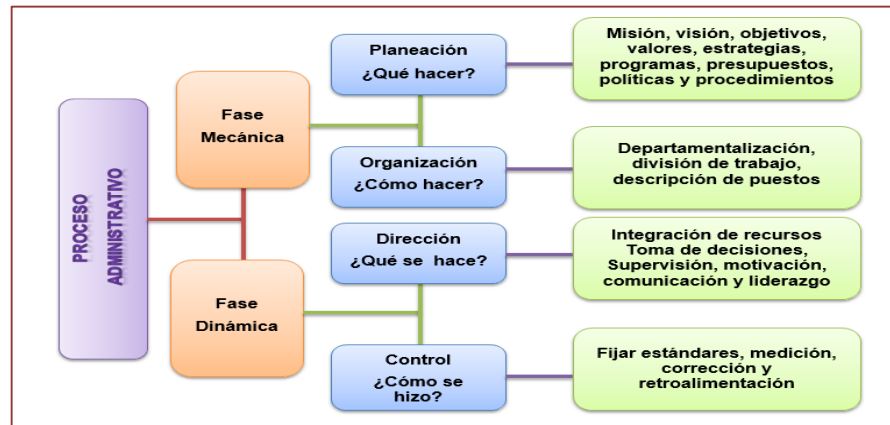 PROCESO
ADMINISTRATIVO
Fase
Mecánica
Planeación
¿Qué hacer?
Misión, visión, objetivos,
valores, estrategias,
programas, presupuestos,
políticas y procedimientos
Organización
¿Cómo hacer?
Departamentalización,
división de trabajo,
descripción de puestos
Fase
Dinámica
Dirección
¿Qué se hace?
Integración de recursos
Toma de decisiones,
Supervisión, motivación,
comunicación y liderazgo
Control
¿Cómo se
hizo?
Fijar estándares, medición,
corrección y
retroalimentación